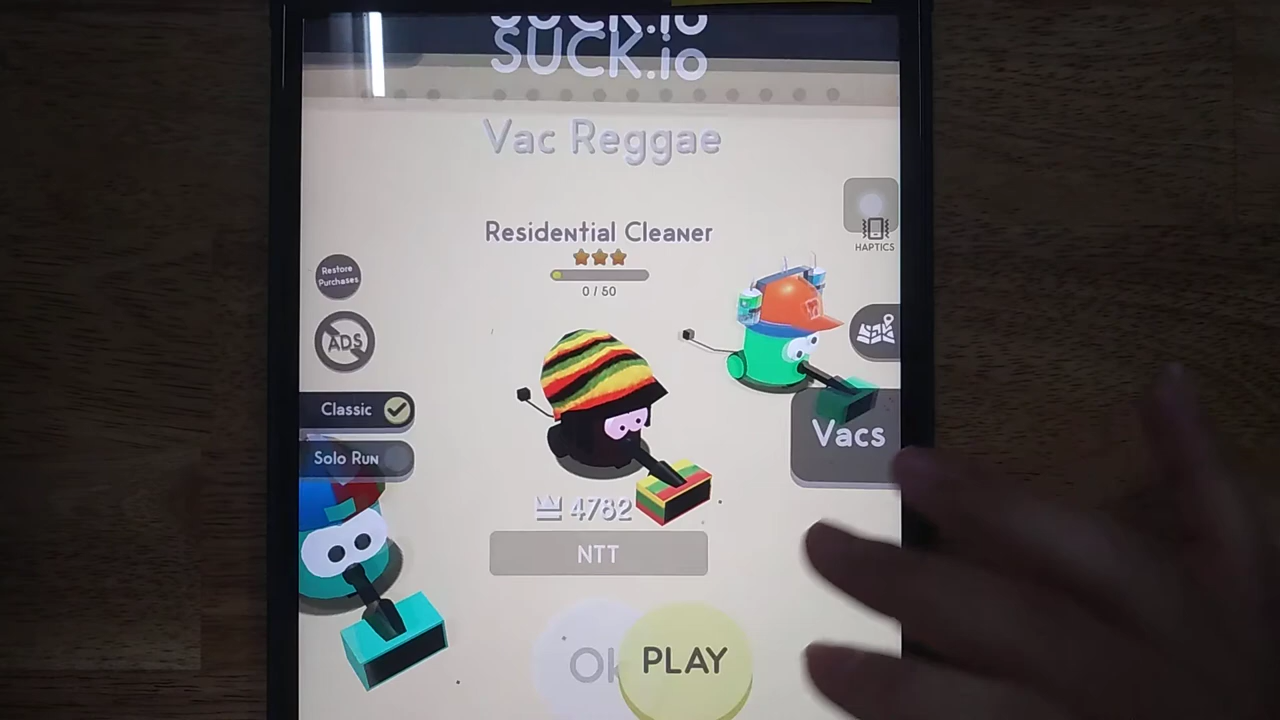 SUCK.io
SUCK.io
Vac Reggae
Residential Cleaner
0 / 50
HAPTICS
Restore
Purchases
ADS
Classic
Solo Run
Vacs
4782
NTT
Ok
PLAY